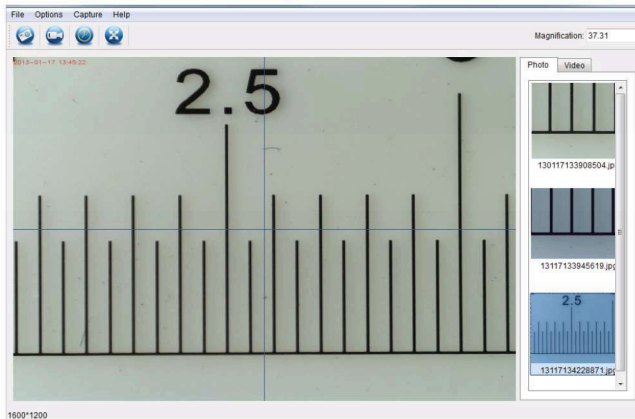 File Options Capture Help
Magnification: 37.31
2013-01-17 13:45:22
2.5
Photo Video
130117133908504.jp
13117133945619.jpg
2.5
13117134228871.jpg
1600*1200